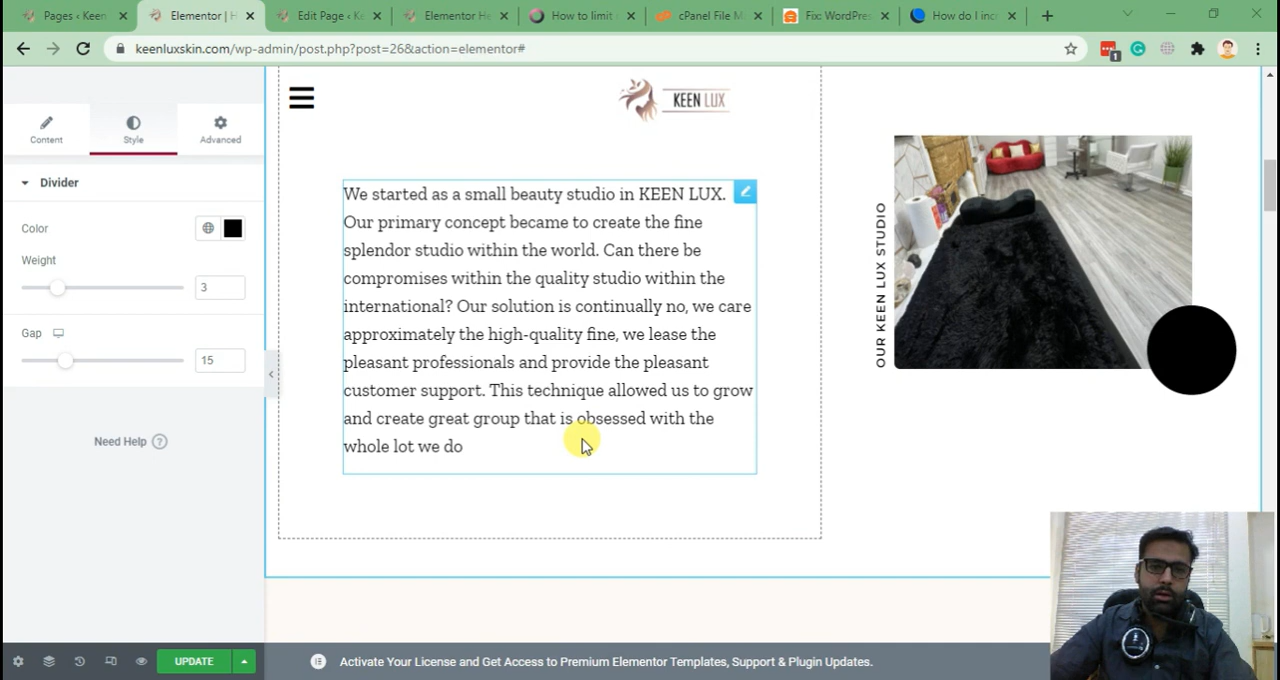 Pages ‹ Keen
Elementor | H
Edit Page ‹ Ke
Elementor He
How to limit
cPanel File M
Fix: WordPres
How do I incr
keenluxskin.com/wp-admin/post.php?post=26&action=elementor#
1
Content
Style
Advanced
Divider
Color
Weight
3
Gap
15
Need Help ?
UPDATE
KEEN LUX
We started as a small beauty studio in KEEN LUX.
Our primary concept became to create the fine
splendor studio within the world. Can there be
compromises within the quality studio within the
international? Our solution is continually no, we care
approximately the high-quality fine, we lease the
pleasant professionals and provide the pleasant
customer support. This technique allowed us to grow
and create great group that is obsessed with the
whole lot we do
OUR KEEN LUX STUDIO
Activate Your License and Get Access to Premium Elementor Templates, Support & Plugin Updates.